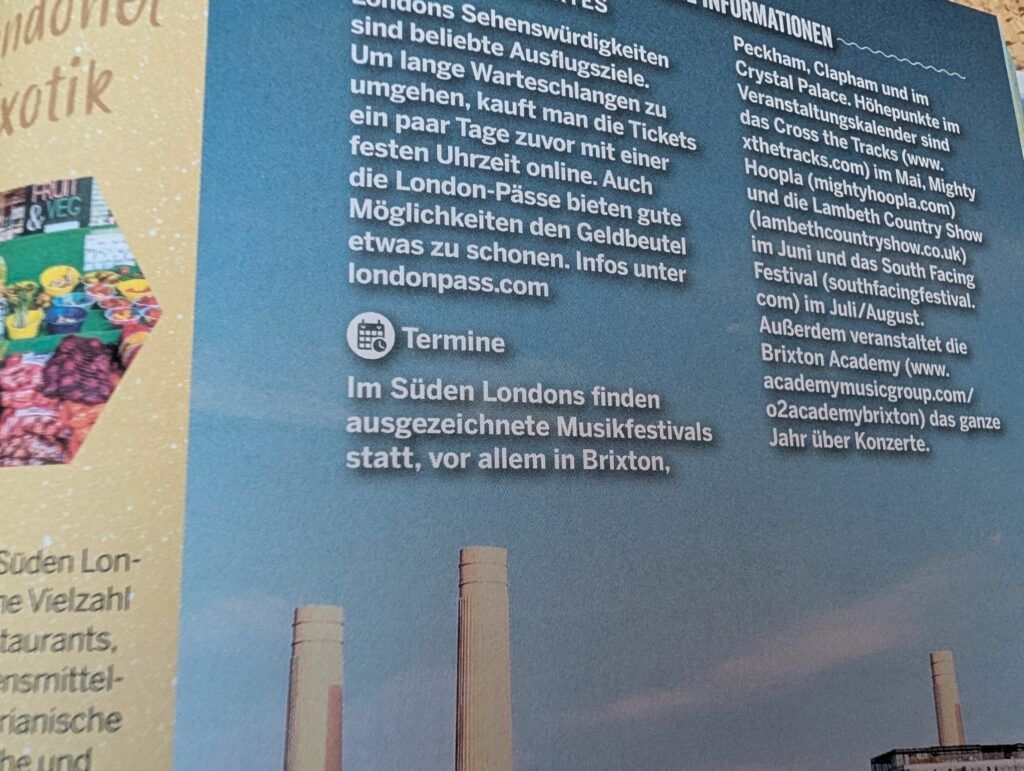 Exotik
FRUIT
& VEG
Süden Lon-
Vielzahl
rianische
und
Londons Sehenswürdigkeiten
sind beliebte Ausflugsziele.
Um lange Warteschlangen zu
umgehen, kauft man die Tickets
ein paar Tage zuvor mit einer
festen Uhrzeit online. Auch
die London-Pässe bieten gute
Möglichkeiten den Geldbeutel
etwas zu schonen. Infos unter
londonpass.com
Termine
Im Süden Londons finden
ausgezeichnete Musikfestivals
statt, vor allem in Brixton,
INFORMATIONEN
Peckham, Clapham und im
Crystal Palace. Höhepunkte im
Veranstaltungskalender sind
das Cross the Tracks (www.
xthetracks.com) im Mai, Mighty
Hoopla (mightyhoopla.com)
und die Lambeth Country Show
(lambethcountryshow.co.uk)
im Juni und das South Facing
Festival (southfacingfestival.
com) im Juli/August.
Außerdem veranstaltet die
Brixton Academy (www.
academymusicgroup.com/
o2academybrixton) das ganze
Jahr über Konzerte.